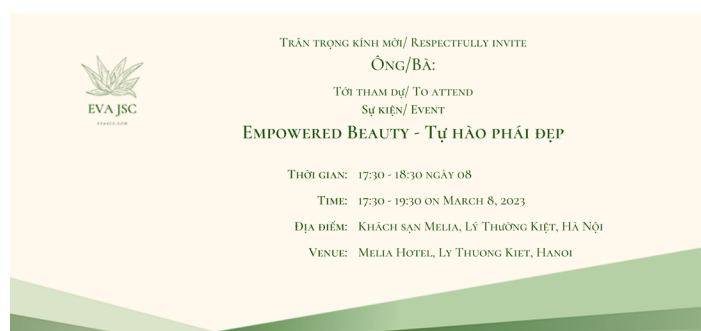 Trân trọng kính mời/ Respectfully invite
Ông/Bà:
Tới tham dự/ To attend
Sự kiện/ Event
Empowered Beauty - Tự hào phái đẹp
EVA JSC
Thời gian: 17:30 - 18:30 ngày 08
Time: 17:30 - 19:30 on March 8, 2023
Địa điểm: Khách sạn Melia, Lý Thường Kiệt, Hà Nội
Venue: Melia Hotel, Ly Thuong Kiet, Hanoi